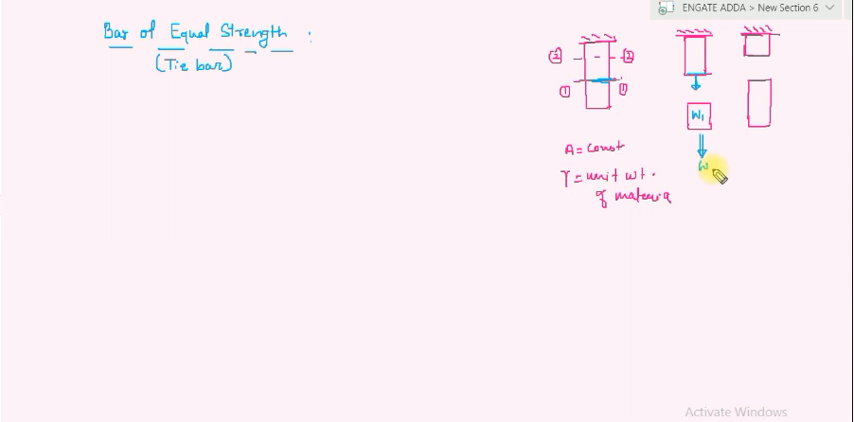 ENGATE ADDA > New Section 6
Bar of Equal Strength :
(Tie bar)
2
2
1
1
W₁
A = const
γ = unit wt.
of materia
W
Activate Windows